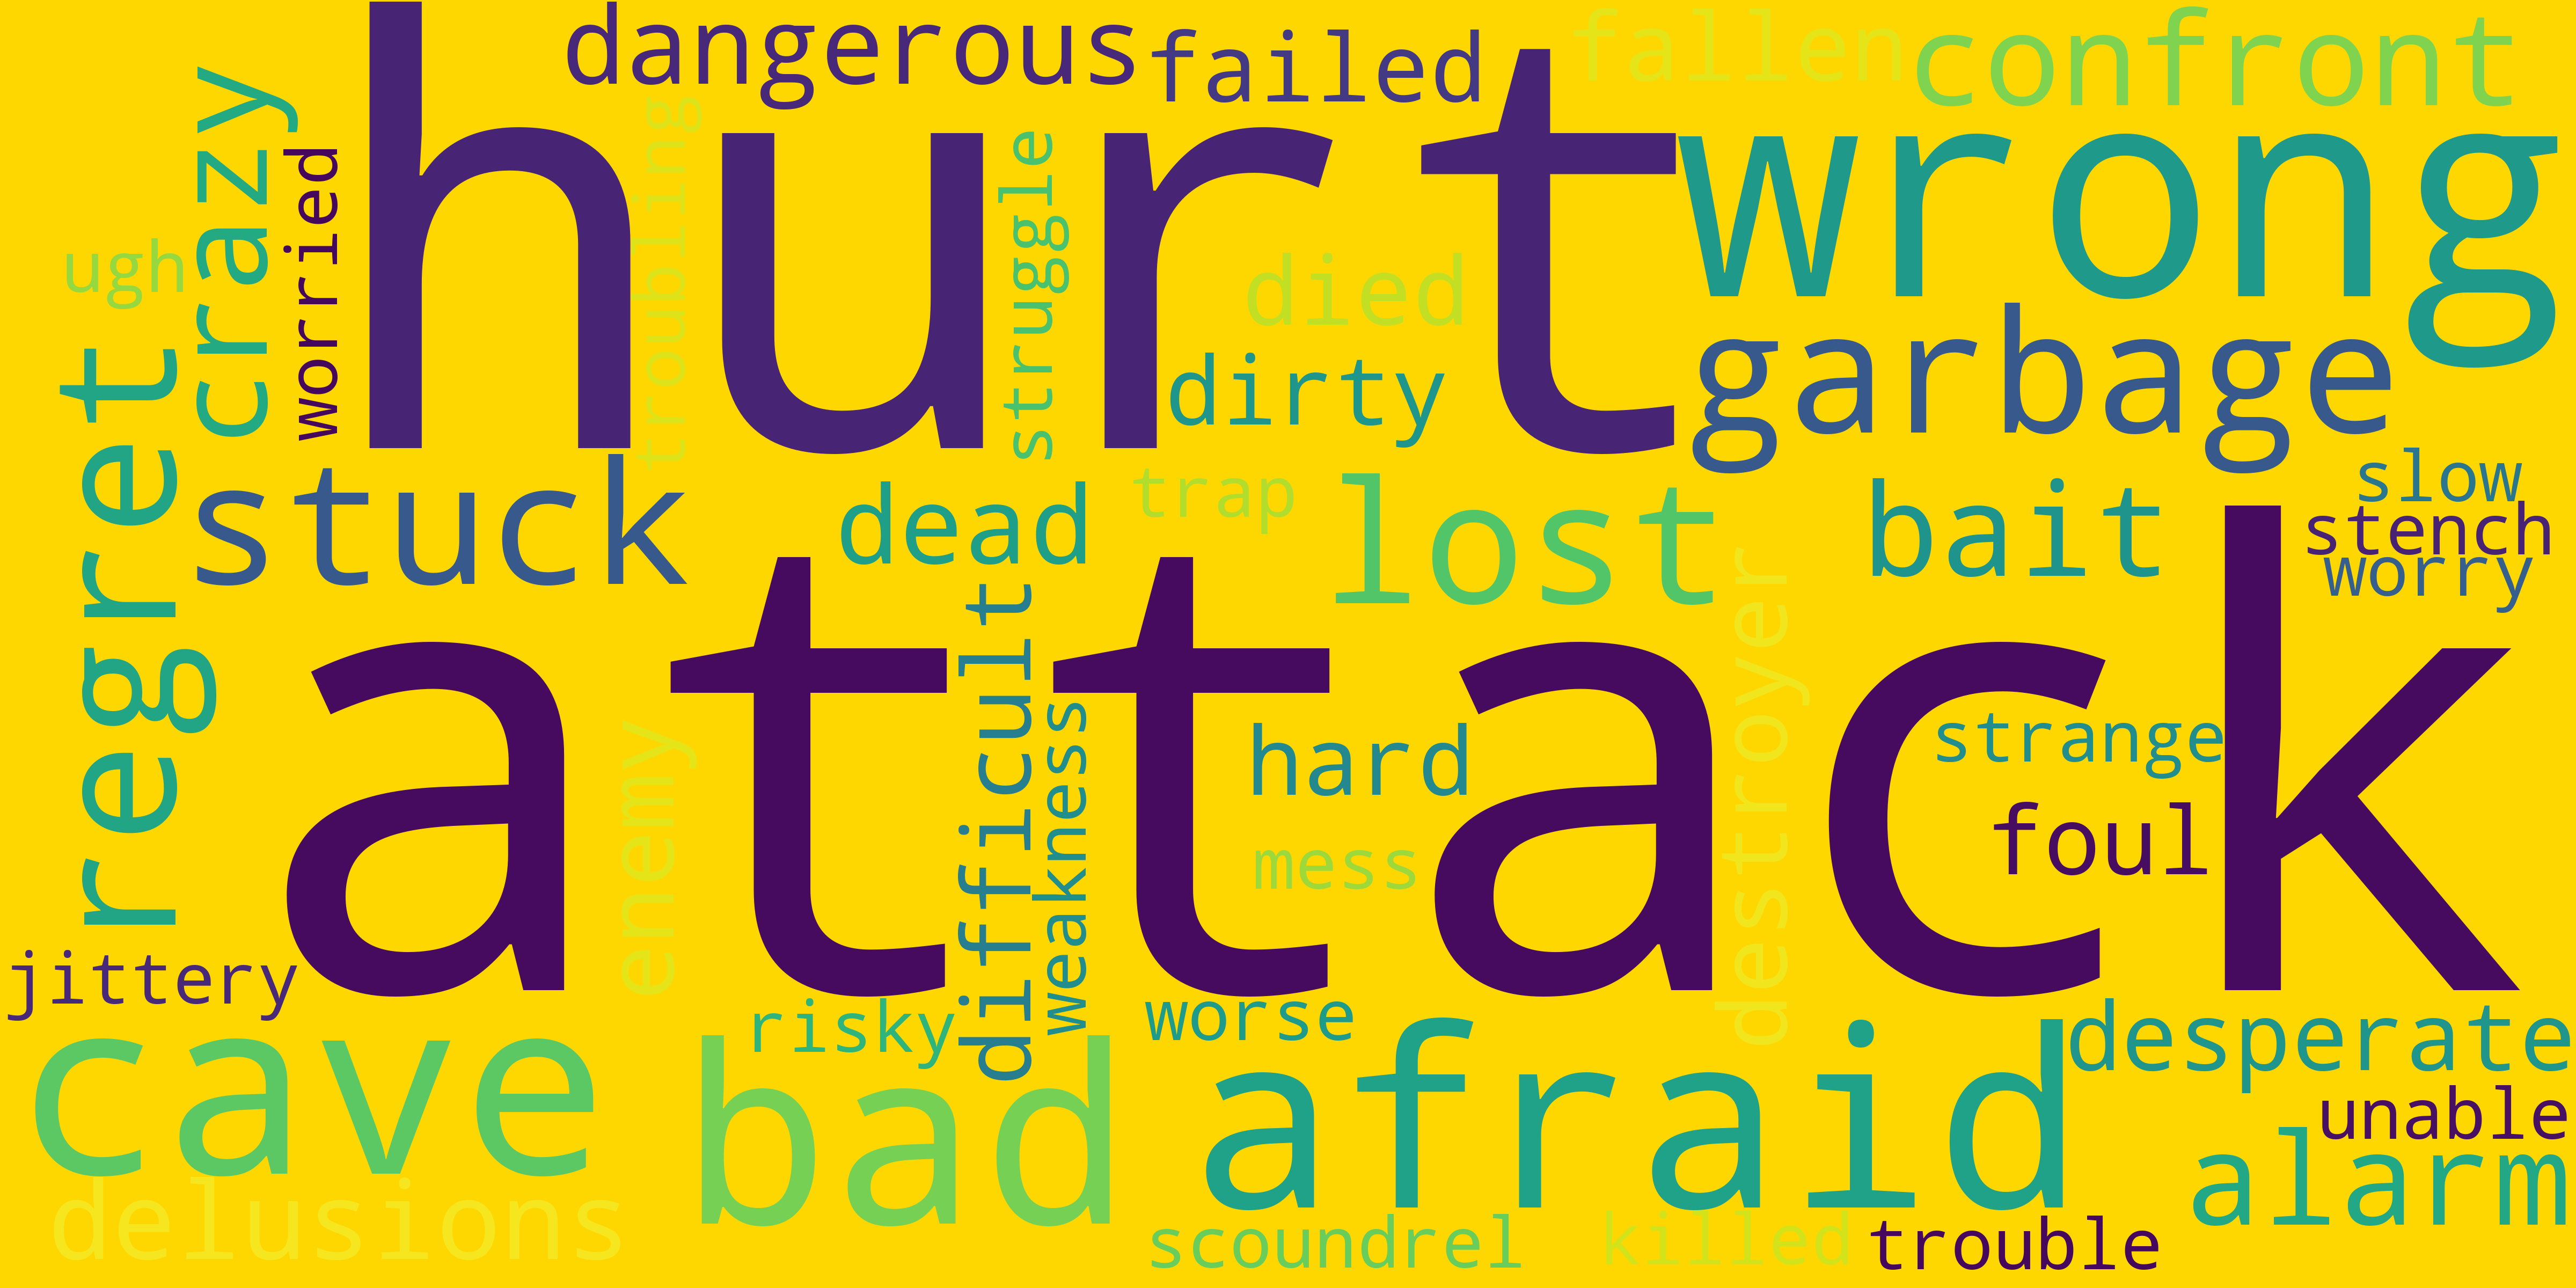 dangerous
failed
fallen
confront
crazy
worried
hurt
troubling
struggle
wrong
ugh
died
dirty
garbage
regret
stuck
dead
trap
lost
bait
slow
stench
worry
attack
difficult
weakness
enemy
hard
mess
destroyer
strange
foul
jittery
cave
risky
bad
worse
afraid
desperate
unable
alarm
delusions
scoundrel
killed
trouble